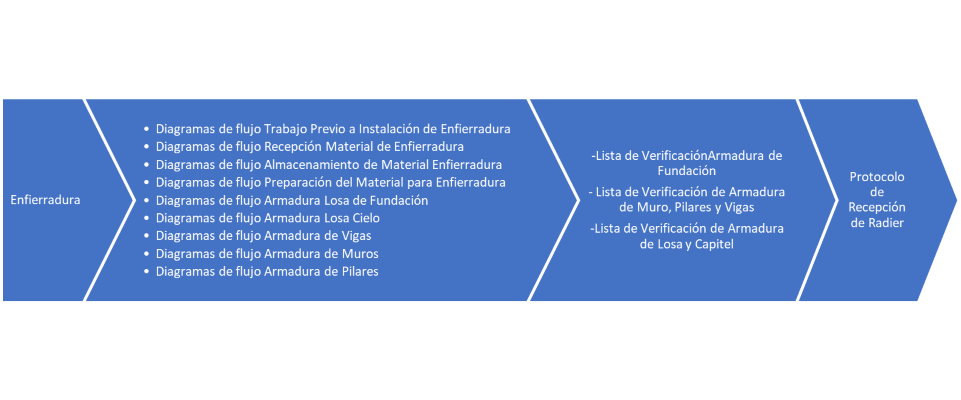 Enfierradura
• Diagramas de flujo Trabajo Previo a Instalación de Enfierradura
• Diagramas de flujo Recepción Material de Enfierradura
• Diagramas de flujo Almacenamiento de Material Enfierradura
• Diagramas de flujo Preparación del Material para Enfierradura
• Diagramas de flujo Armadura Losa de Fundación
• Diagramas de flujo Armadura Losa Cielo
• Diagramas de flujo Armadura de Vigas
• Diagramas de flujo Armadura de Muros
• Diagramas de flujo Armadura de Pilares
-Lista de VerificaciónArmadura de
Fundación
- Lista de Verificación de Armadura
de Muro, Pilares y Vigas
-Lista de Verificación de Armadura
de Losa y Capitel
Protocolo
de
Recepción
de Radier